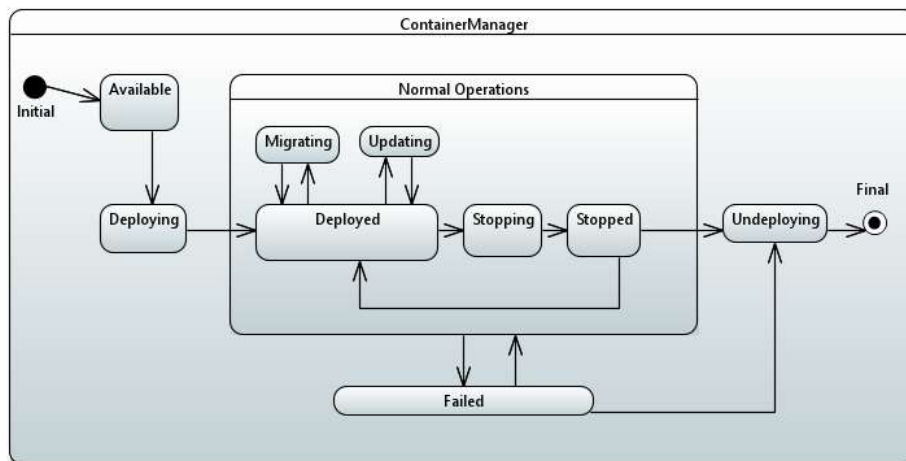 ContainerManager
Initial
Available
Normal Operations
Migrating
Updating
Deploying
Deployed
Stopping
Stopped
Undeploying
Final
Failed